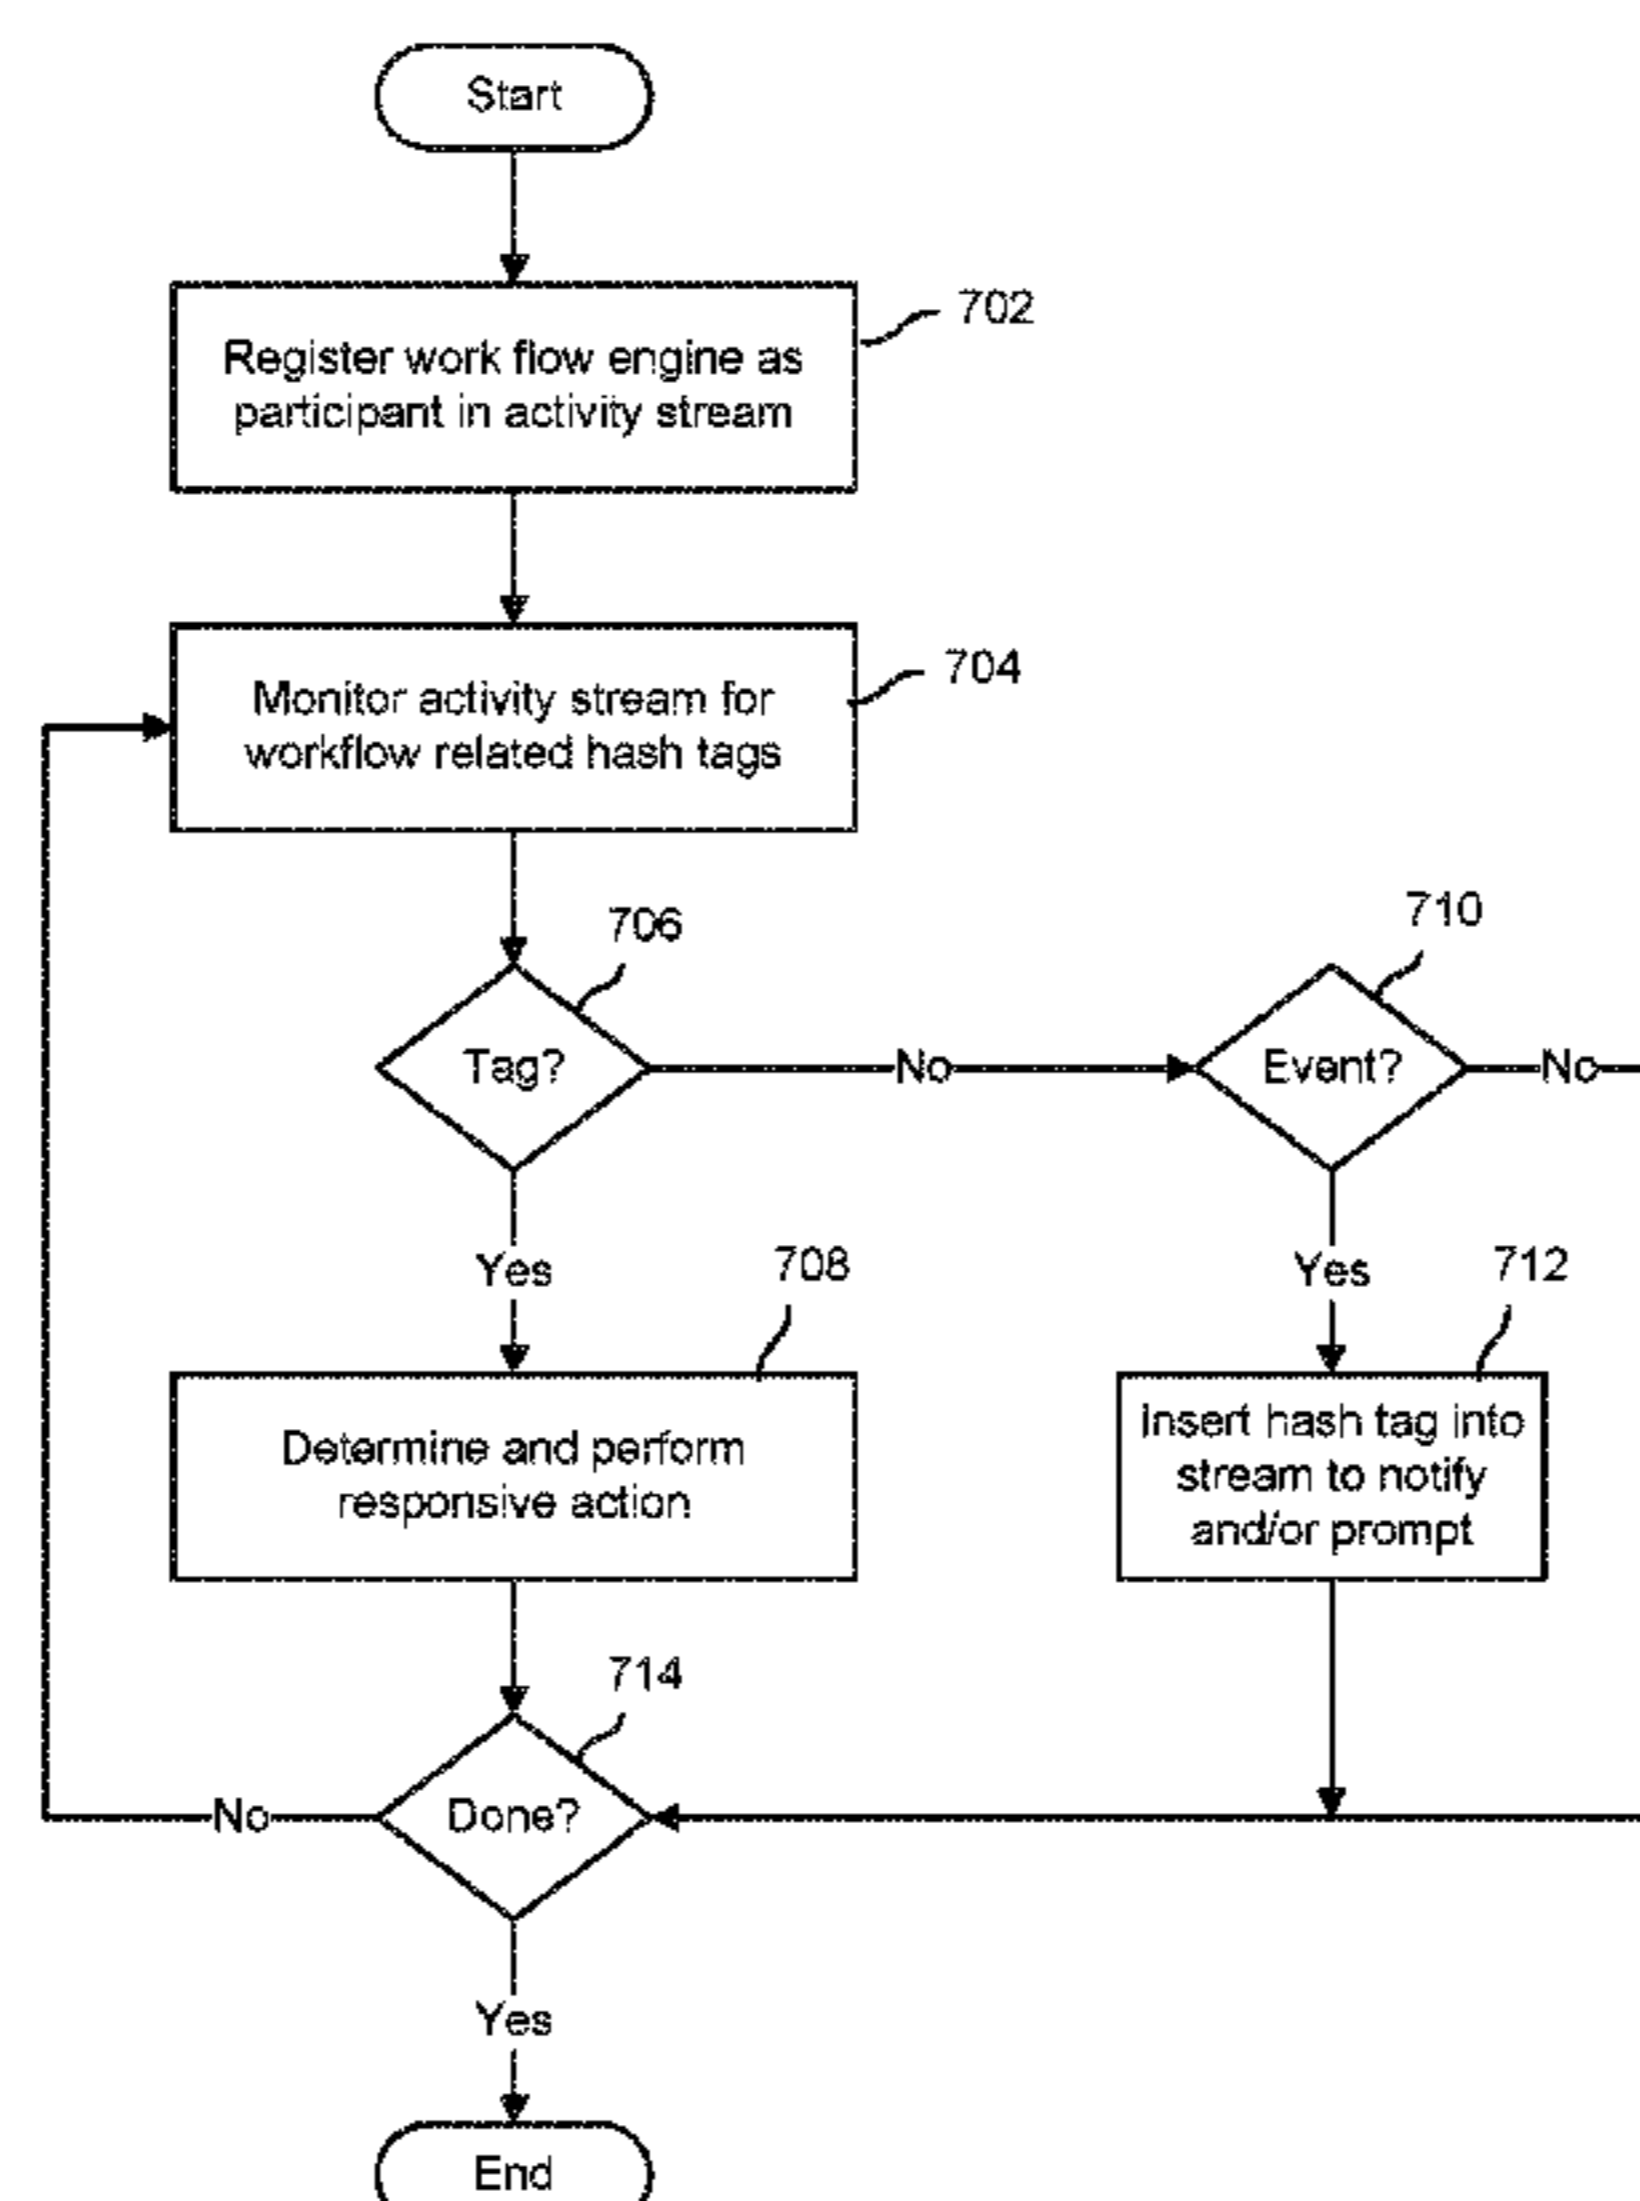 Start
702
Register work flow engine as
participant in activity stream
704
Monitor activity stream for
workflow related hash tags
706
710
Tag?
No
Event?
No
Yes
708
Yes
712
Determine and perform
responsive action
Insert hash tag into
stream to notify
and/or prompt
714
No
Done?
Yes
End